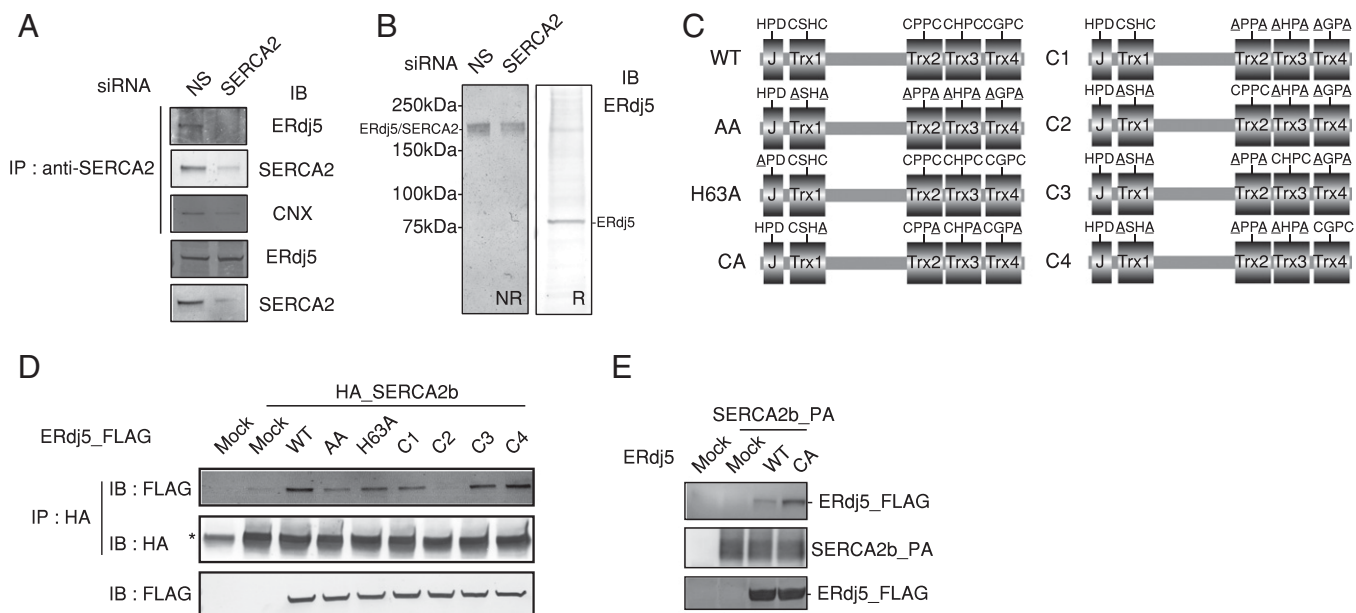 A
siRNA
NS
SERCA2
IB
IP : anti-SERCA2
ERdj5
SERCA2
CNX
ERdj5
SERCA2
B
siRNA
NS
SERCA2
IB
ERdj5
250kDa
ERdj5/SERCA2
150kDa
100kDa
75kDa
ERdj5
NR
R
C
HPD CSHC CPPC CHPC CGPC
WT J Trx1 Trx2 Trx3 Trx4
HPD ASHA APPA AHPA AGPA
AA J Trx1 Trx2 Trx3 Trx4
APD CSHC CPPC CHPC CGPC
H63A J Trx1 Trx2 Trx3 Trx4
HPD CSHA CPPA CHPA CGPA
CA J Trx1 Trx2 Trx3 Trx4
HPD CSHC APPA AHPA AGPA
C1 J Trx1 Trx2 Trx3 Trx4
HPD ASHA CPPC AHPA AGPA
C2 J Trx1 Trx2 Trx3 Trx4
HPD ASHA APPA CHPC AGPA
C3 J Trx1 Trx2 Trx3 Trx4
HPD ASHA APPA AHPA CGPC
C4 J Trx1 Trx2 Trx3 Trx4
D
HA_SERCA2b
ERdj5_FLAG
Mock Mock WT AA H63A C1 C2 C3 C4
IP : HA
IB : FLAG
IB : HA *
IB : FLAG
E
SERCA2b_PA
ERdj5
Mock Mock WT CA
ERdj5_FLAG
SERCA2b_PA
ERdj5_FLAG